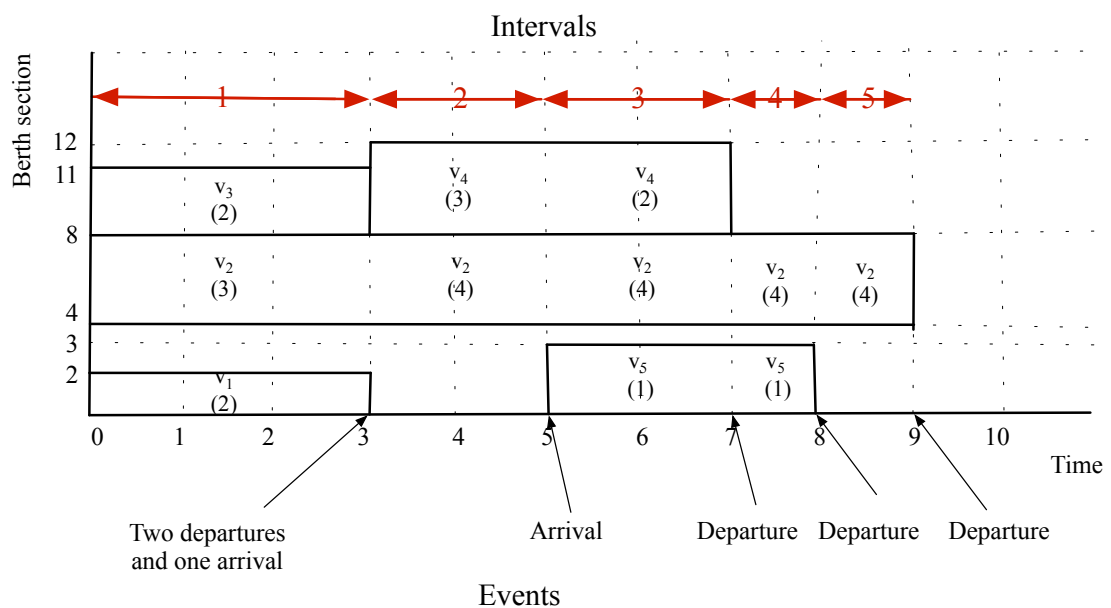 Intervals
Berth section
1 2 3 4 5
12
11
8
4
3
2
v3
(2)
v4
(3)
v4
(2)
v2
(3)
v2
(4)
v2
(4)
v2
(4)
v2
(4)
v1
(2)
v5
(1)
v5
(1)
0 1 2 3 4 5 6 7 8 9 10
Time
Two departures
and one arrival
Arrival
Departure
Departure
Departure
Events